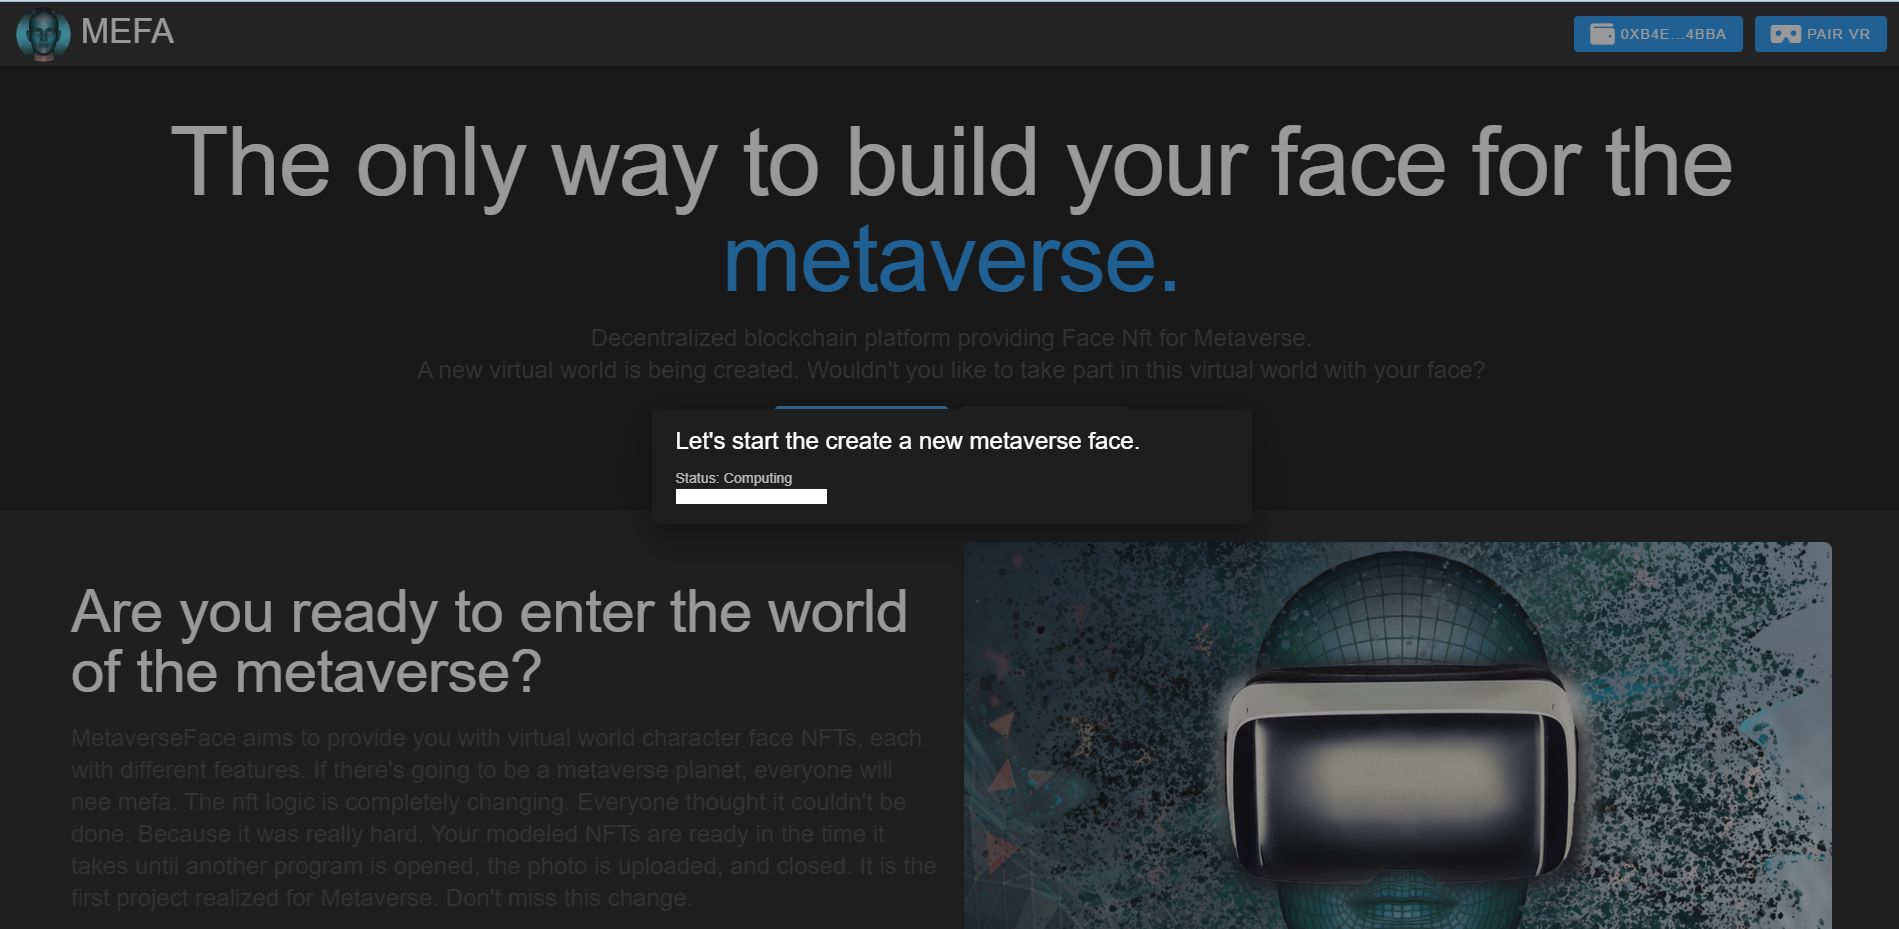 MEFA
0XB4E...4BBA
PAIR VR
The only way to build your face for the
metaverse.
Decentralized blockchain platform providing Face Nft for Metaverse.
A new virtual world is being created. Wouldn't you like to take part in this virtual world with your face?
Let's start the create a new metaverse face.
Status: Computing
Are you ready to enter the world
of the metaverse?
MetaverseFace aims to provide you with virtual world character face NFTs, each
with different features. If there's going to be a metaverse planet, everyone will
nee mefa. The nft logic is completely changing. Everyone thought it couldn't be
done. Because it was really hard. Your modeled NFTs are ready in the time it
takes until another program is opened, the photo is uploaded, and closed. It is the
first project realized for Metaverse. Don't miss this change.
Welcome